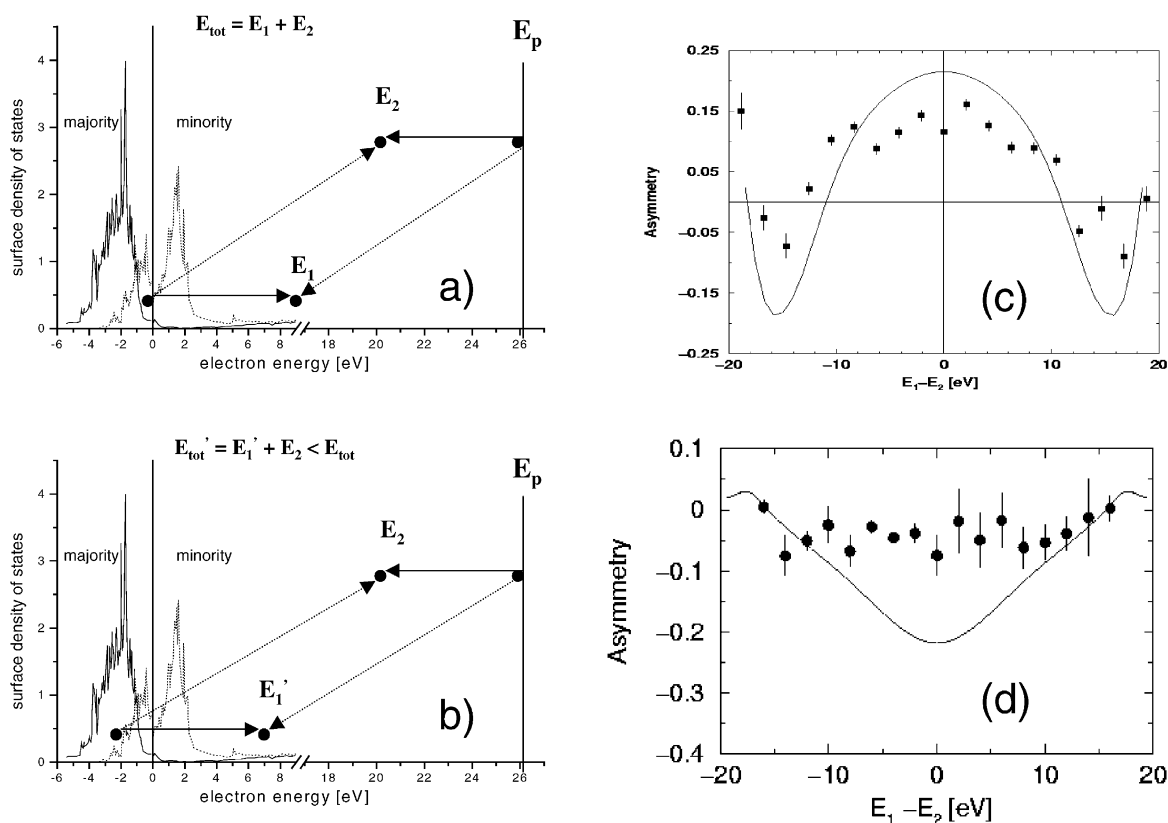 E_tot = E_1 + E_2
E_p
E_2
majority
minority
E_1
a)
surface density of states
4
3
2
1
0
-6 -4 -2 0 2 4 6 8 18 20 22 24 26
electron energy [eV]
0.25
0.15
0.05
−0.05
−0.15
−0.25
Asymmetry
(c)
−20 −10 0 10 20
E_1−E_2 [eV]
E_tot' = E_1' + E_2 < E_tot
E_p
E_2
majority
minority
E_1'
b)
surface density of states
4
3
2
1
0
-6 -4 -2 0 2 4 6 8 18 20 22 24 26
electron energy [eV]
0.1
0
−0.1
−0.2
−0.3
−0.4
Asymmetry
(d)
−20 −10 0 10 20
E_1 −E_2 [eV]